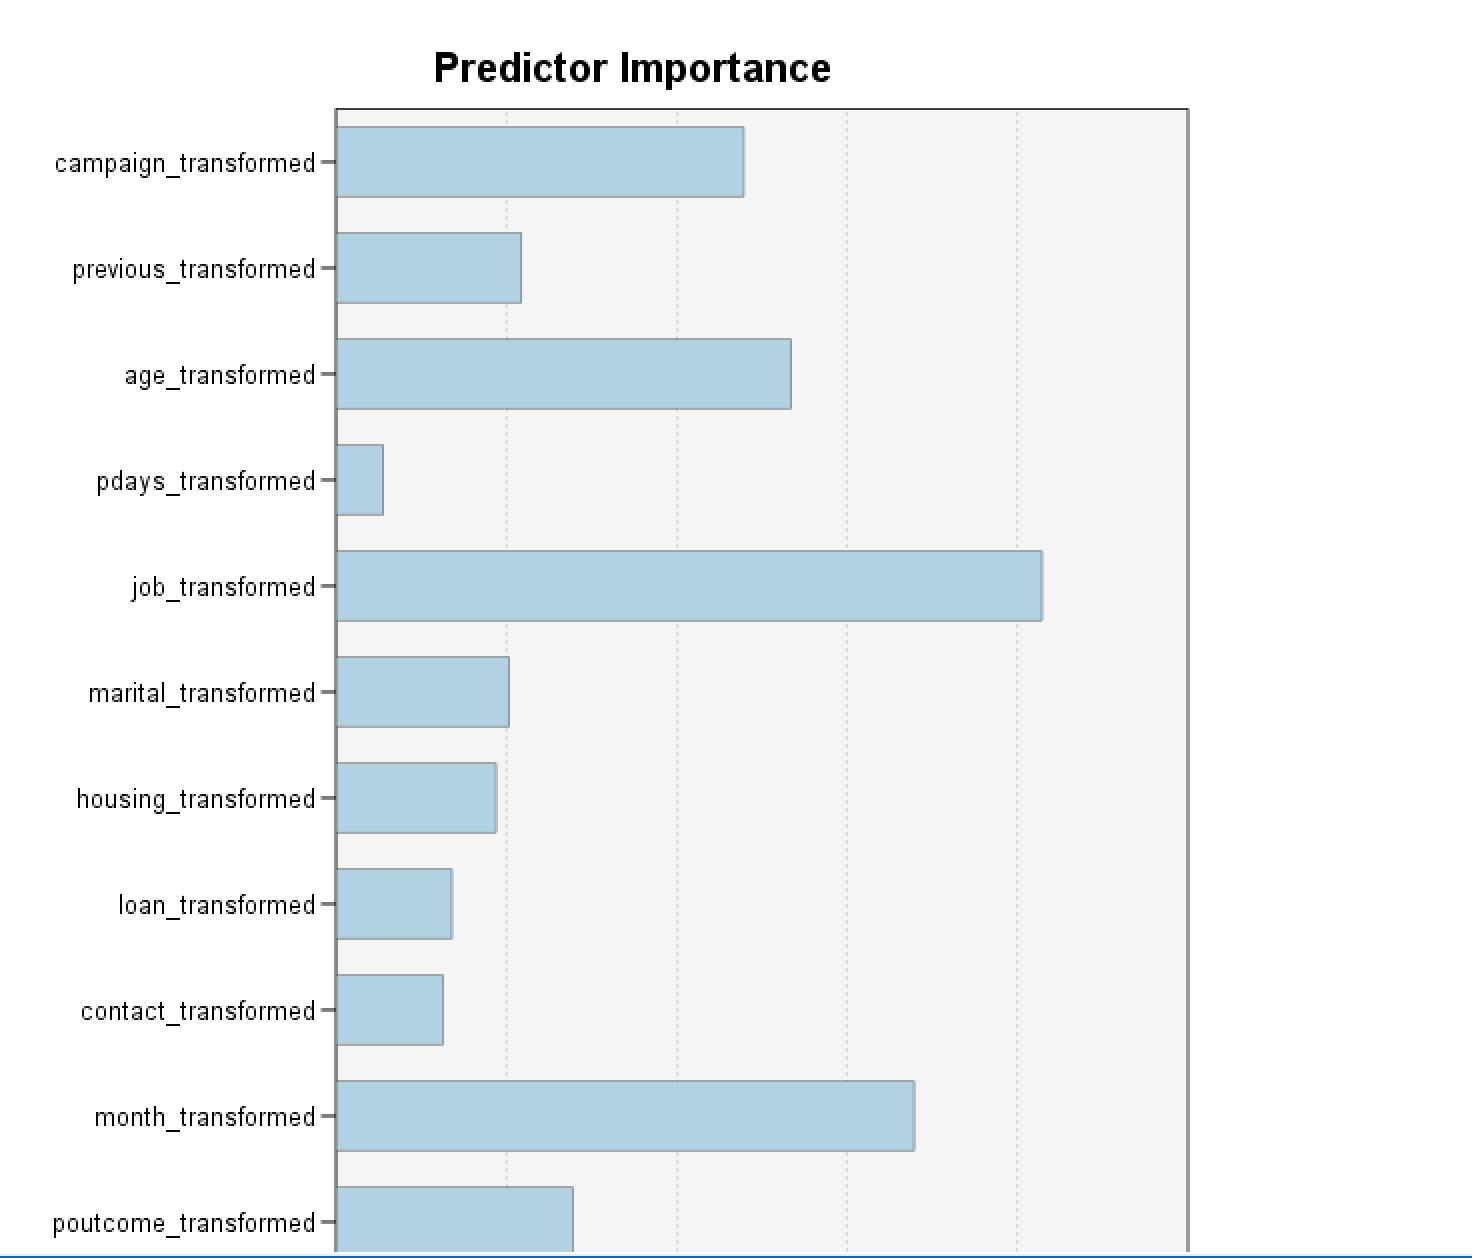 Predictor Importance
campaign_transformed
previous_transformed
age_transformed
pdays_transformed
job_transformed
marital_transformed
housing_transformed
loan_transformed
contact_transformed
month_transformed
poutcome_transformed